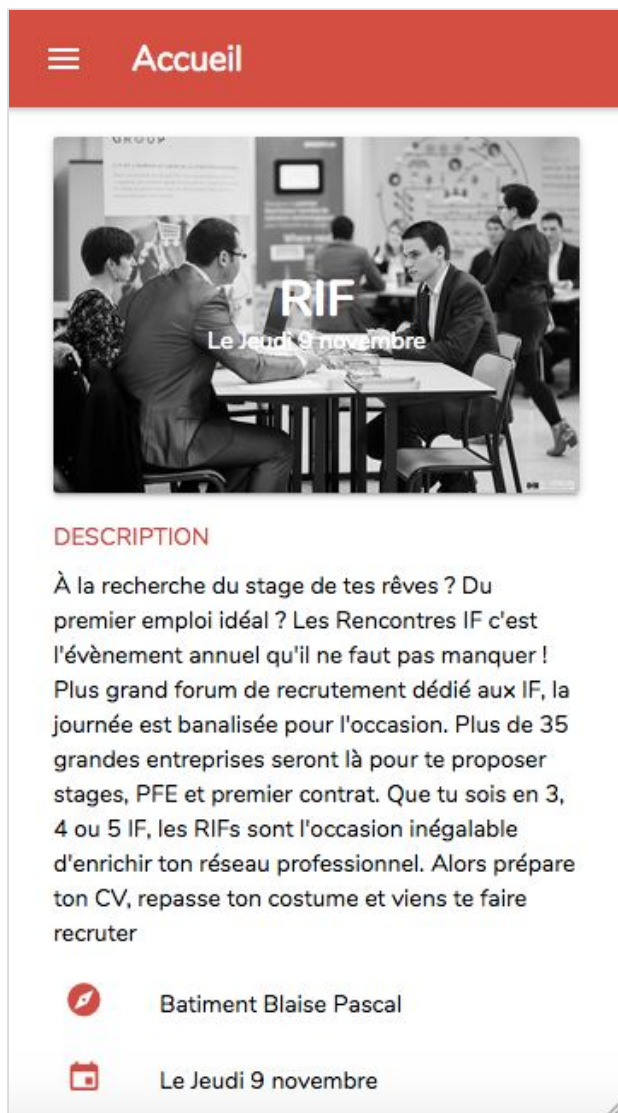 Accueil
GROUP
RIF
Le Jeudi 9 novembre
DESCRIPTION
À la recherche du stage de tes rêves ? Du
premier emploi idéal ? Les Rencontres IF c'est
l'évènement annuel qu'il ne faut pas manquer !
Plus grand forum de recrutement dédié aux IF, la
journée est banalisée pour l'occasion. Plus de 35
grandes entreprises seront là pour te proposer
stages, PFE et premier contrat. Que tu sois en 3,
4 ou 5 IF, les RIFs sont l'occasion inégalable
d'enrichir ton réseau professionnel. Alors prépare
ton CV, repasse ton costume et viens te faire
recruter
Batiment Blaise Pascal
Le Jeudi 9 novembre